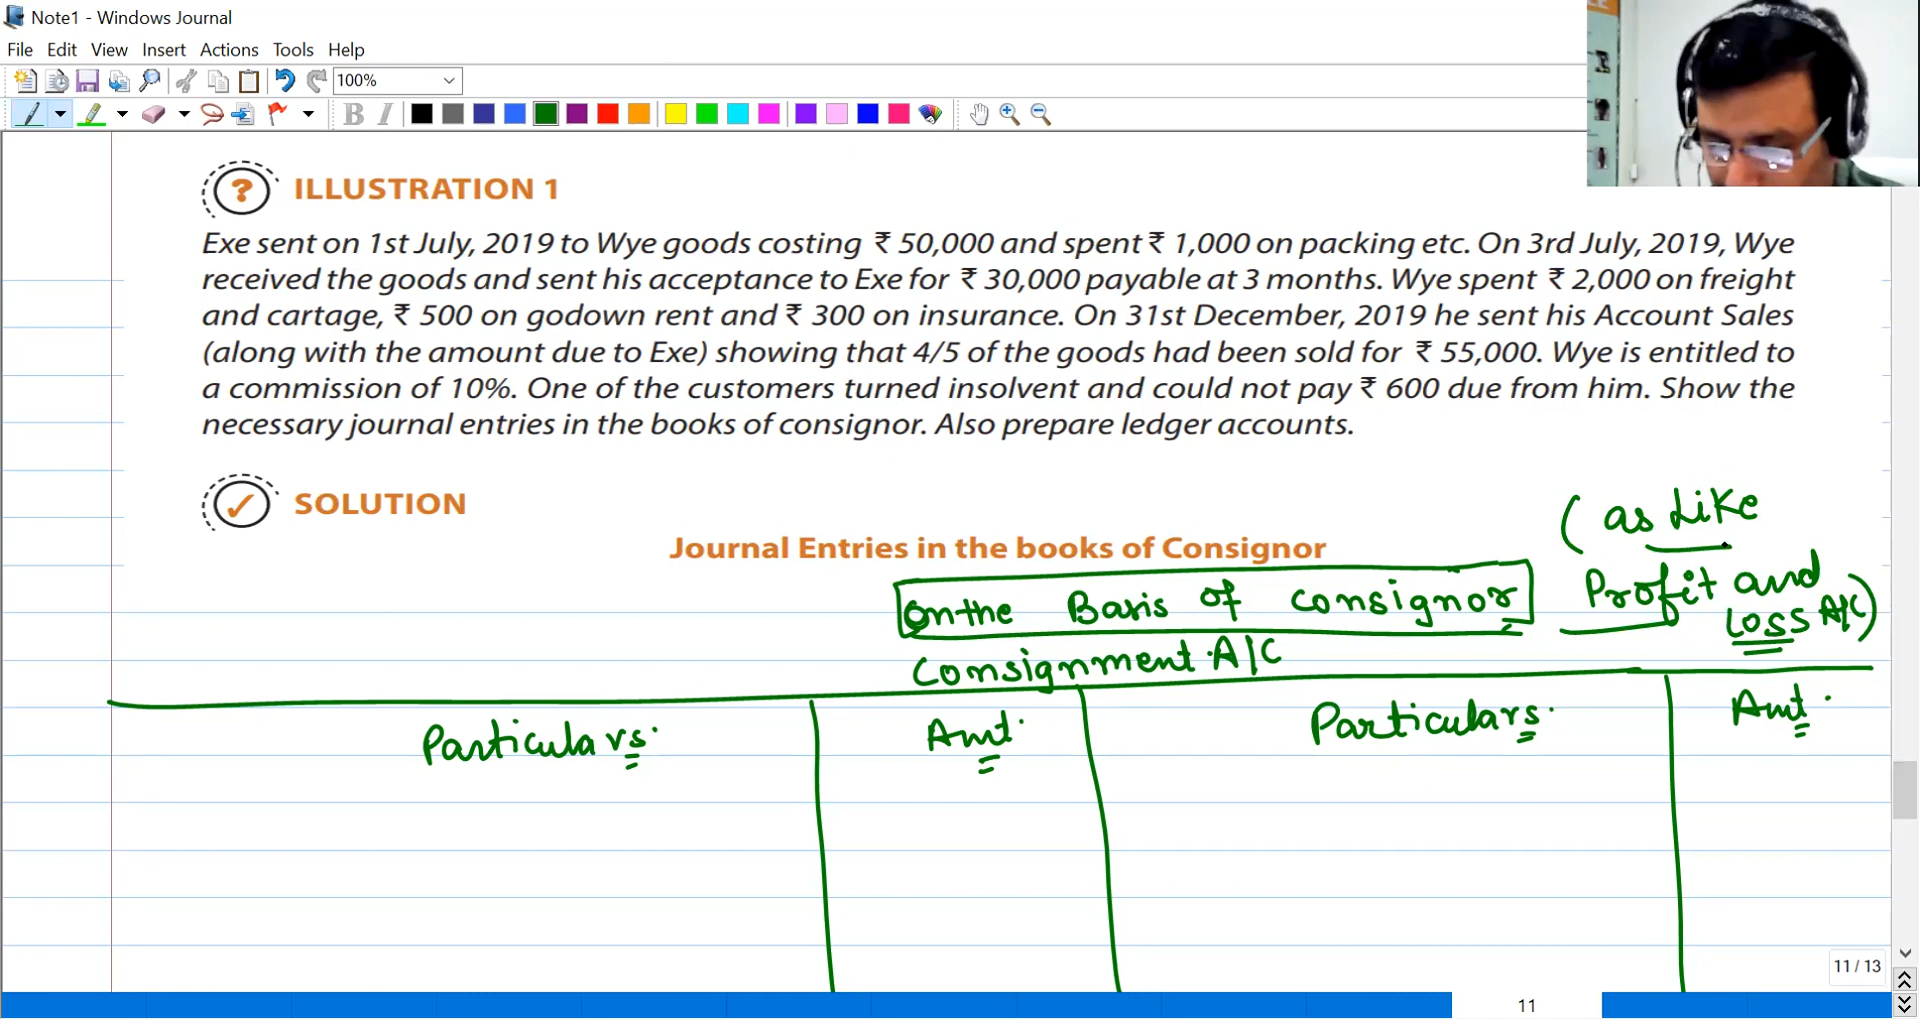 Note1 - Windows Journal
File Edit View Insert Actions Tools Help
100%
B I
? ILLUSTRATION 1
Exe sent on 1st July, 2019 to Wye goods costing ₹ 50,000 and spent ₹ 1,000 on packing etc. On 3rd July, 2019, Wye
received the goods and sent his acceptance to Exe for ₹ 30,000 payable at 3 months. Wye spent ₹ 2,000 on freight
and cartage, ₹ 500 on godown rent and ₹ 300 on insurance. On 31st December, 2019 he sent his Account Sales
(along with the amount due to Exe) showing that 4/5 of the goods had been sold for ₹ 55,000. Wye is entitled to
a commission of 10%. One of the customers turned insolvent and could not pay ₹ 600 due from him. Show the
necessary journal entries in the books of consignor. Also prepare ledger accounts.
SOLUTION
Journal Entries in the books of Consignor
(as Like
Profit and
Loss A/C)
On the Basis of consignor
Consignment A/C
Particulars Amt. Particulars. Amt.
11 / 13
11